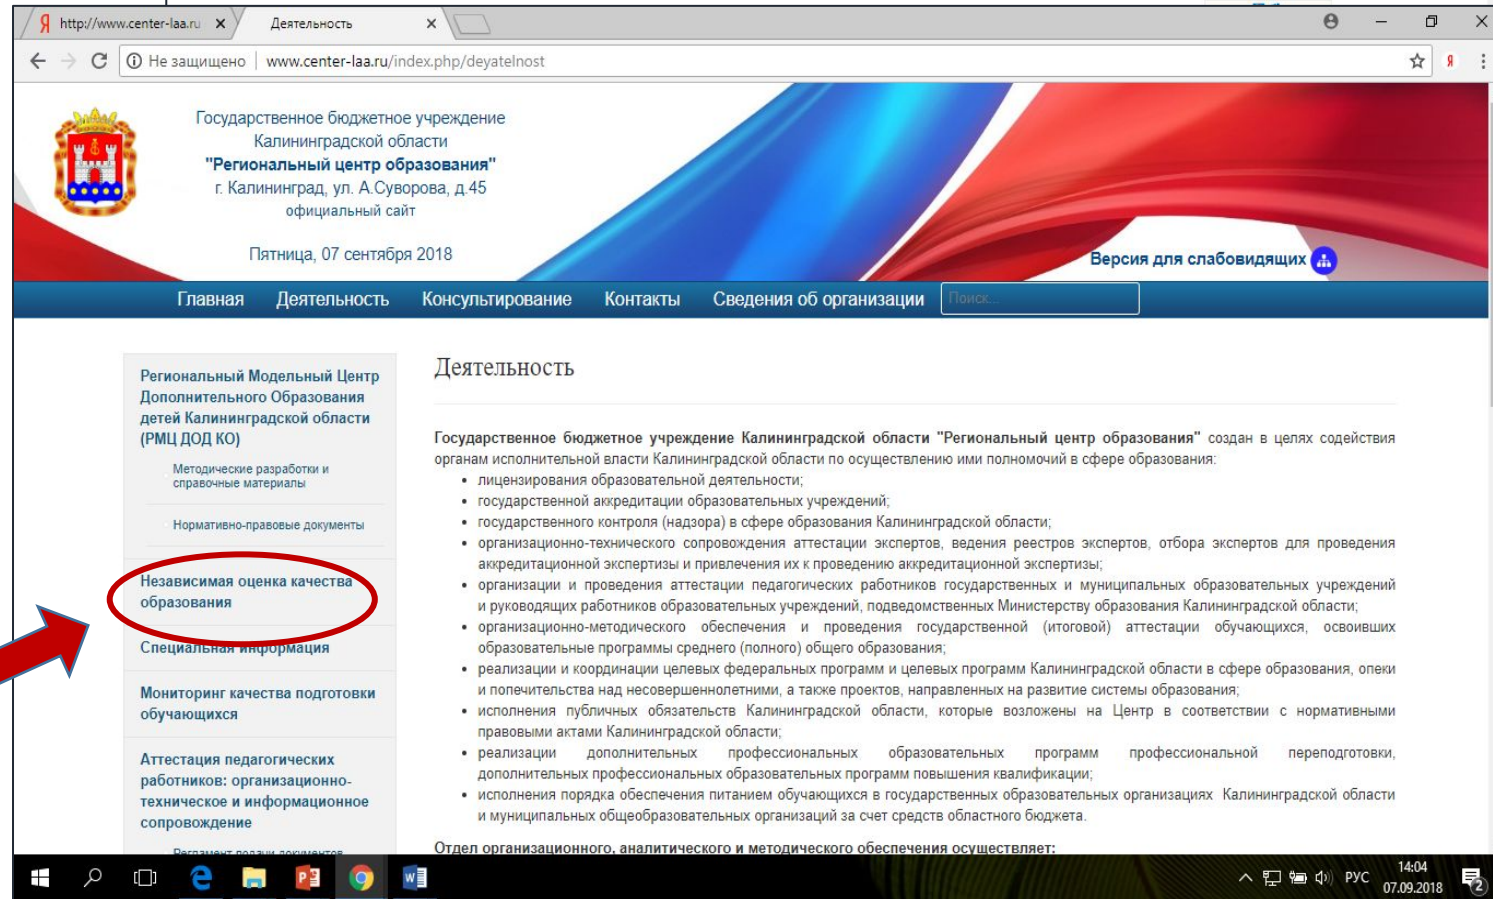 http://www.center-laa.ru
Деятельность
Не защищено
www.center-laa.ru/index.php/deyatelnost
Государственное бюджетное учреждение
Калининградской области
"Региональный центр образования"
г. Калининград, ул. А.Суворова, д.45
официальный сайт
Пятница, 07 сентября 2018
Версия для слабовидящих
Главная Деятельность Консультирование Контакты Сведения об организации Поиск...
Региональный Модельный Центр
Дополнительного Образования
детей Калининградской области
(РМЦ ДОД КО)
Методические разработки и
справочные материалы
Нормативно-правовые документы
Независимая оценка качества
образования
Специальная информация
Мониторинг качества подготовки
обучающихся
Аттестация педагогических
работников: организационно-
техническое и информационное
сопровождение
Регламент подачи документов
Деятельность
Государственное бюджетное учреждение Калининградской области "Региональный центр образования" создан в целях содействия
органам исполнительной власти Калининградской области по осуществлению ими полномочий в сфере образования:
• лицензирования образовательной деятельности;
• государственной аккредитации образовательных учреждений;
• государственного контроля (надзора) в сфере образования Калининградской области;
• организационно-технического сопровождения аттестации экспертов, ведения реестров экспертов, отбора экспертов для проведения
аккредитационной экспертизы и привлечения их к проведению аккредитационной экспертизы;
• организации и проведения аттестации педагогических работников государственных и муниципальных образовательных учреждений
и руководящих работников образовательных учреждений, подведомственных Министерству образования Калининградской области;
• организационно-методического обеспечения и проведения государственной (итоговой) аттестации обучающихся, освоивших
образовательные программы среднего (полного) общего образования;
• реализации и координации целевых федеральных программ и целевых программ Калининградской области в сфере образования, опеки
и попечительства над несовершеннолетними, а также проектов, направленных на развитие системы образования;
• исполнения публичных обязательств Калининградской области, которые возложены на Центр в соответствии с нормативными
правовыми актами Калининградской области;
• реализации дополнительных профессиональных образовательных программ профессиональной переподготовки,
дополнительных профессиональных образовательных программ повышения квалификации;
• исполнения порядка обеспечения питанием обучающихся в государственных образовательных организациях Калининградской области
и муниципальных общеобразовательных организаций за счет средств областного бюджета.
Отдел организационного, аналитического и методического обеспечения осуществляет:
РУС
14:04
07.09.2018
2